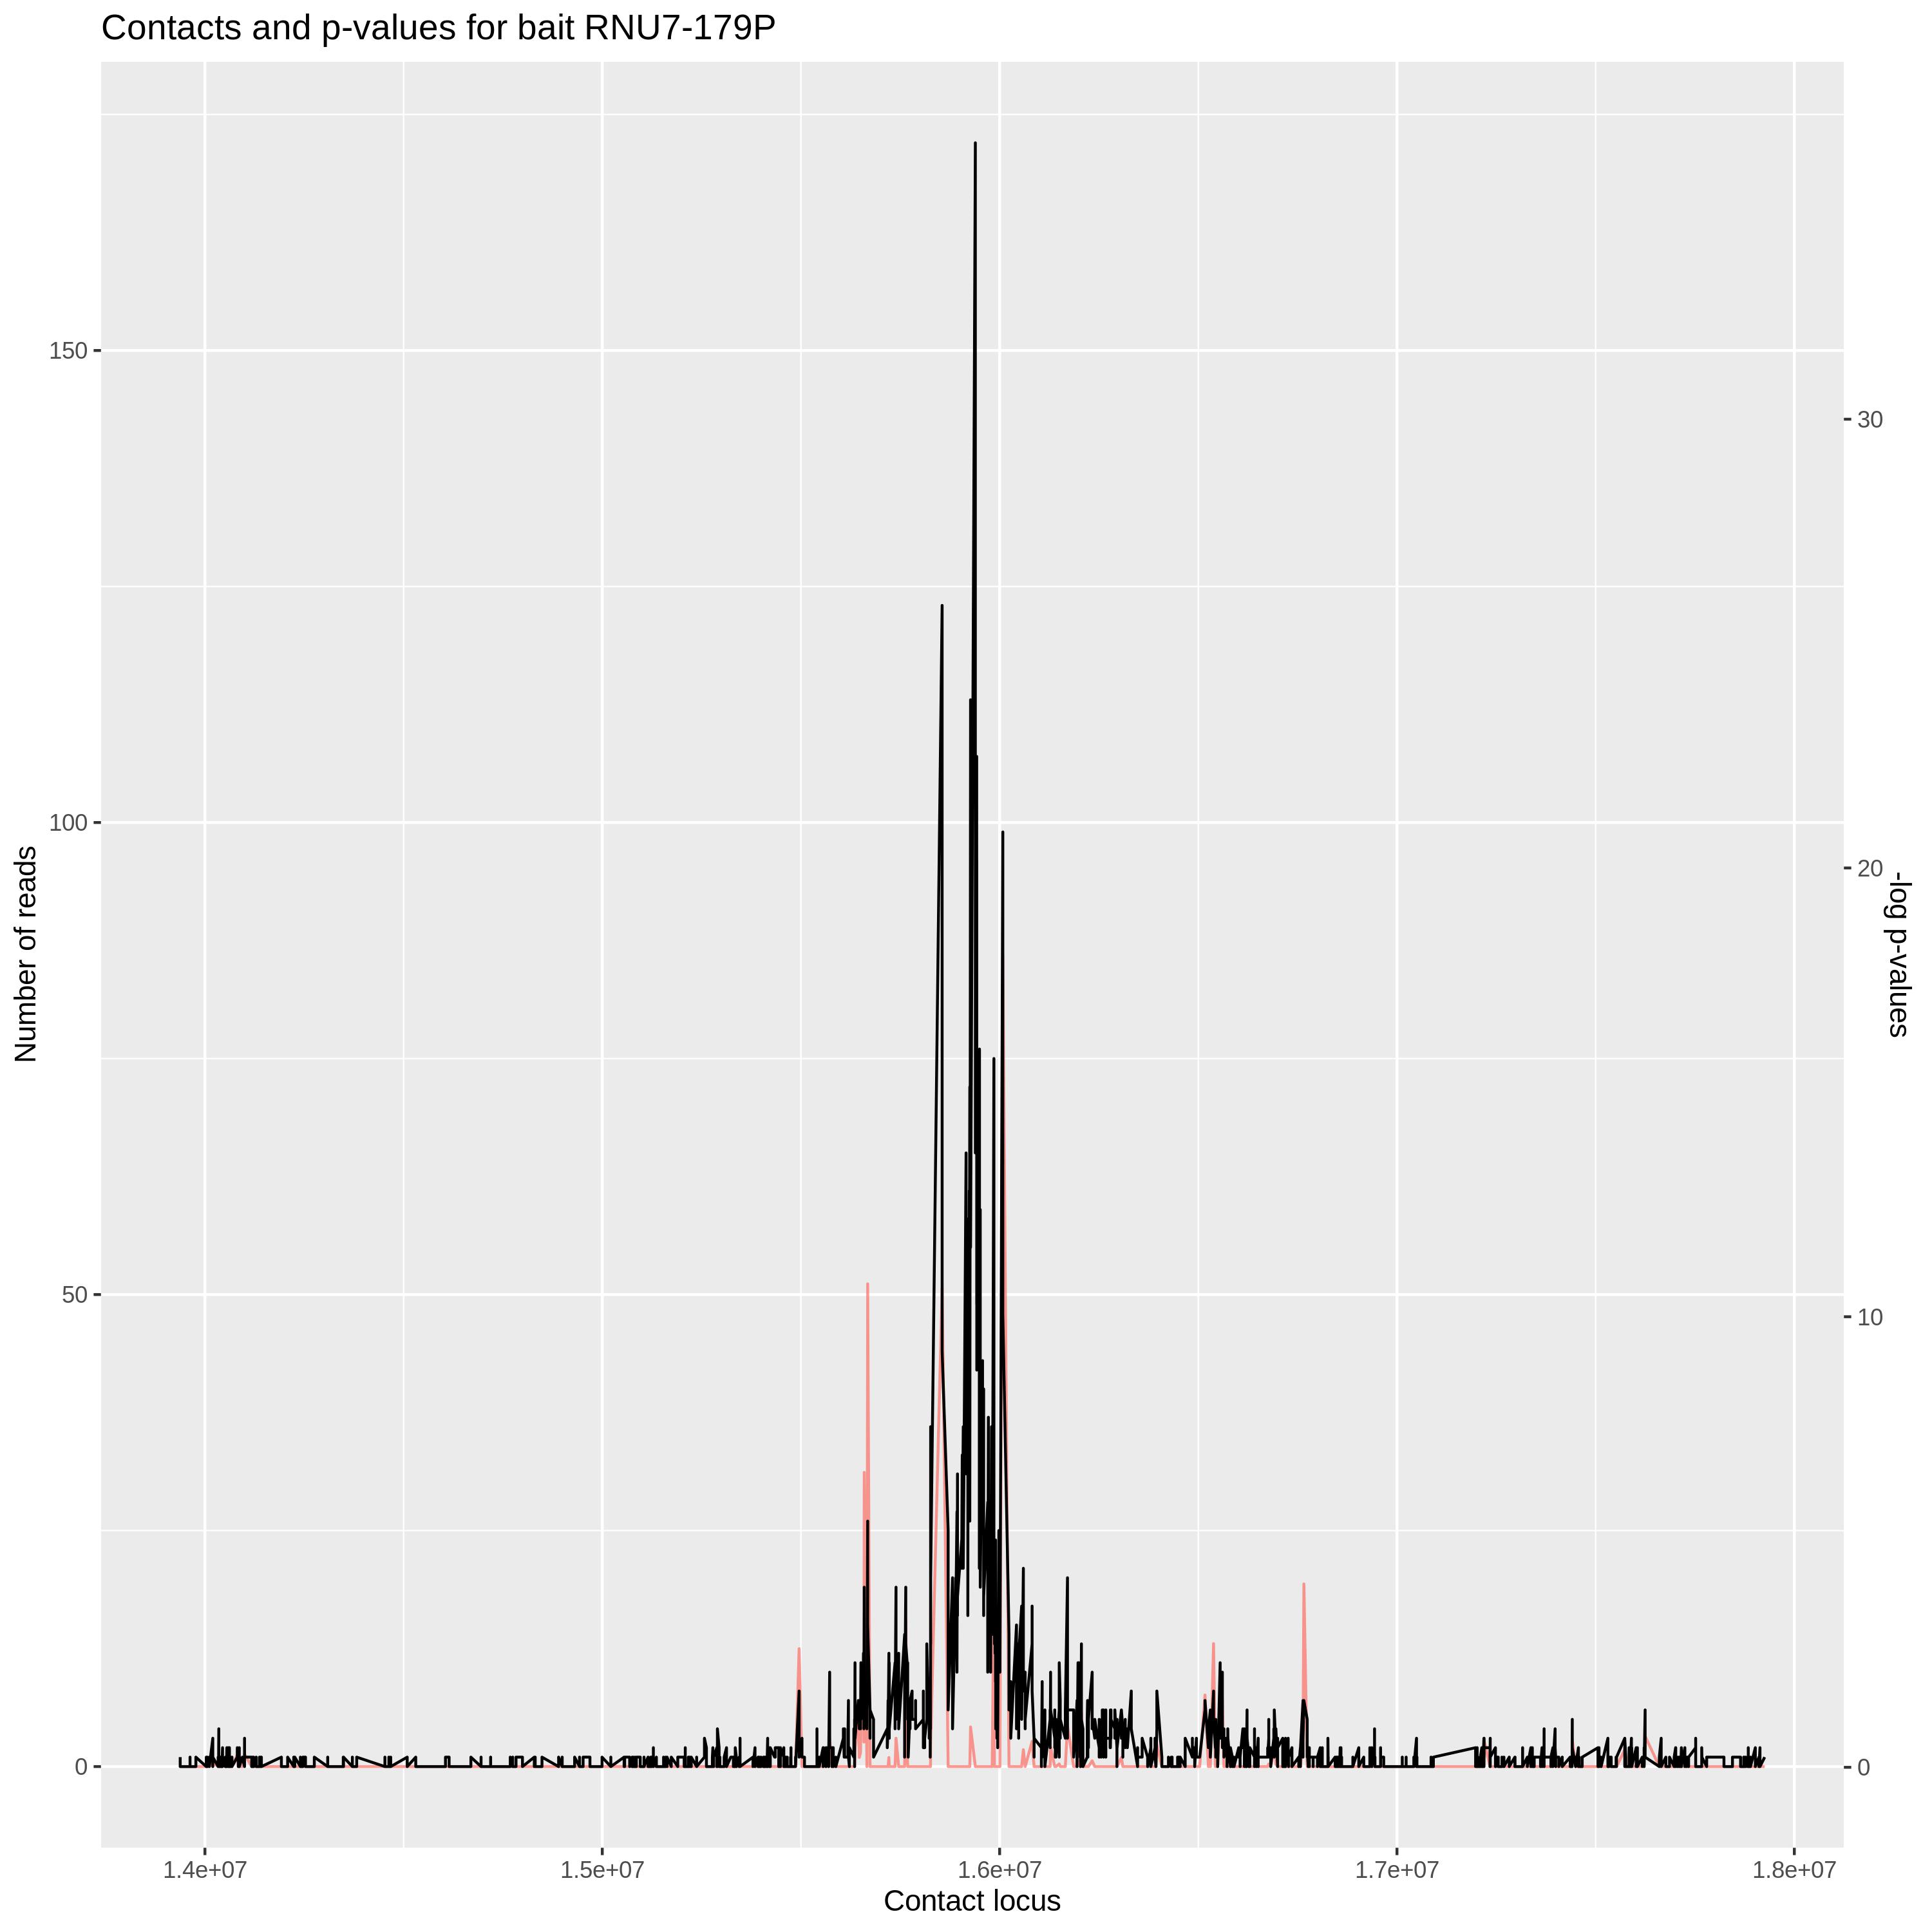 Contacts and p-values for bait RNU7-179P
150
100
50
0
30
20
10
0
Number of reads
-log p-values
1.4e+07
1.5e+07
1.6e+07
1.7e+07
1.8e+07
Contact locus